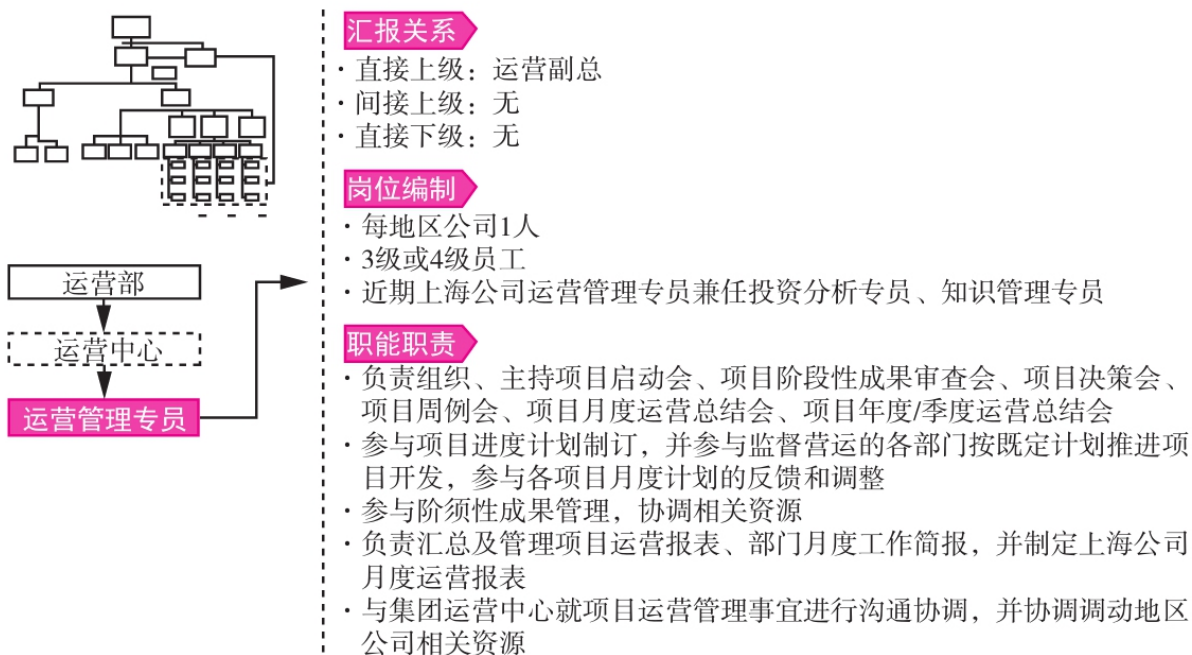 运营部
运营中心
运营管理专员
汇报关系
·直接上级：运营副总
·间接上级：无
·直接下级：无
岗位编制
·每地区公司1人
·3级或4级员工
·近期上海公司运营管理专员兼任投资分析专员、知识管理专员
职能职责
·负责组织、主持项目启动会、项目阶段性成果审查会、项目决策会、
项目周例会、项目月度运营总结会、项目年度/季度运营总结会
·参与项目进度计划制订，并参与监督营运的各部门按既定计划推进项
目开发，参与各项目月度计划的反馈和调整
·参与阶须性成果管理，协调相关资源
·负责汇总及管理项目运营报表、部门月度工作简报，并制定上海公司
月度运营报表
·与集团运营中心就项目运营管理事宜进行沟通协调，并协调调动地区
公司相关资源